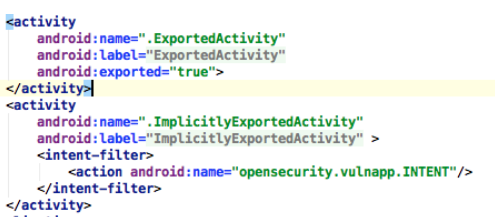 <activity
android:name=".ExportedActivity"
android:label="ExportedActivity"
android:exported="true">
</activity>
<activity
android:name=".ImplicitlyExportedActivity"
android:label="ImplicitlyExportedActivity" >
<intent-filter>
<action android:name="opensecurity.vulnapp.INTENT"/>
</intent-filter>
</activity>